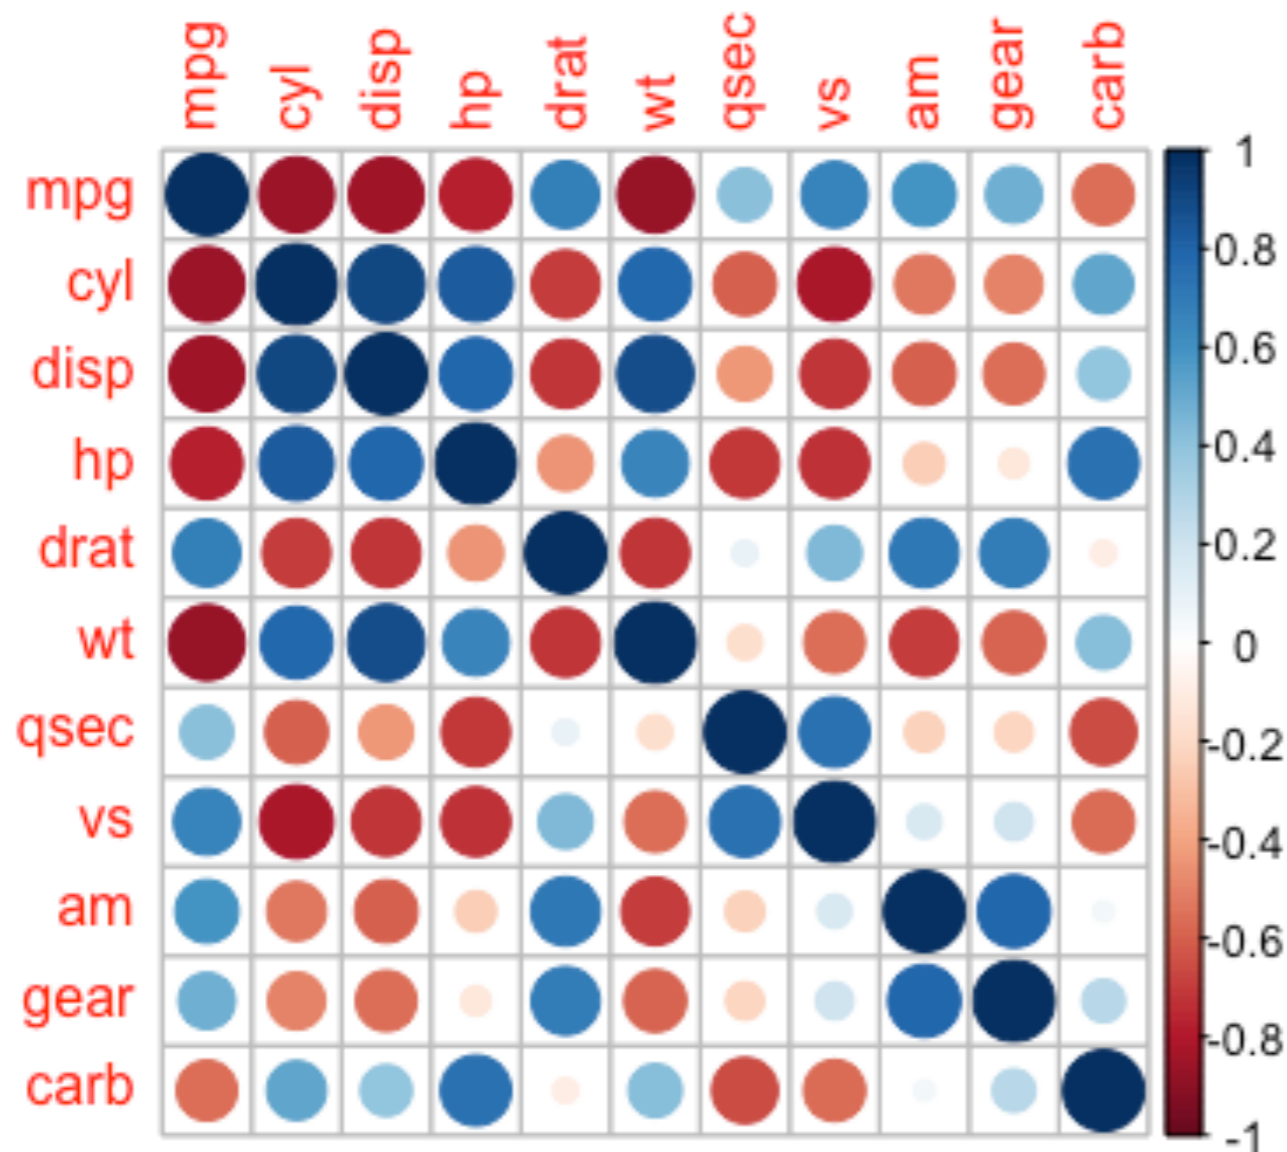 mpg cyl disp hp drat wt qsec vs am gear carb
mpg
cyl
disp
hp
drat
wt
qsec
vs
am
gear
carb
1
0.8
0.6
0.4
0.2
0
-0.2
-0.4
-0.6
-0.8
-1